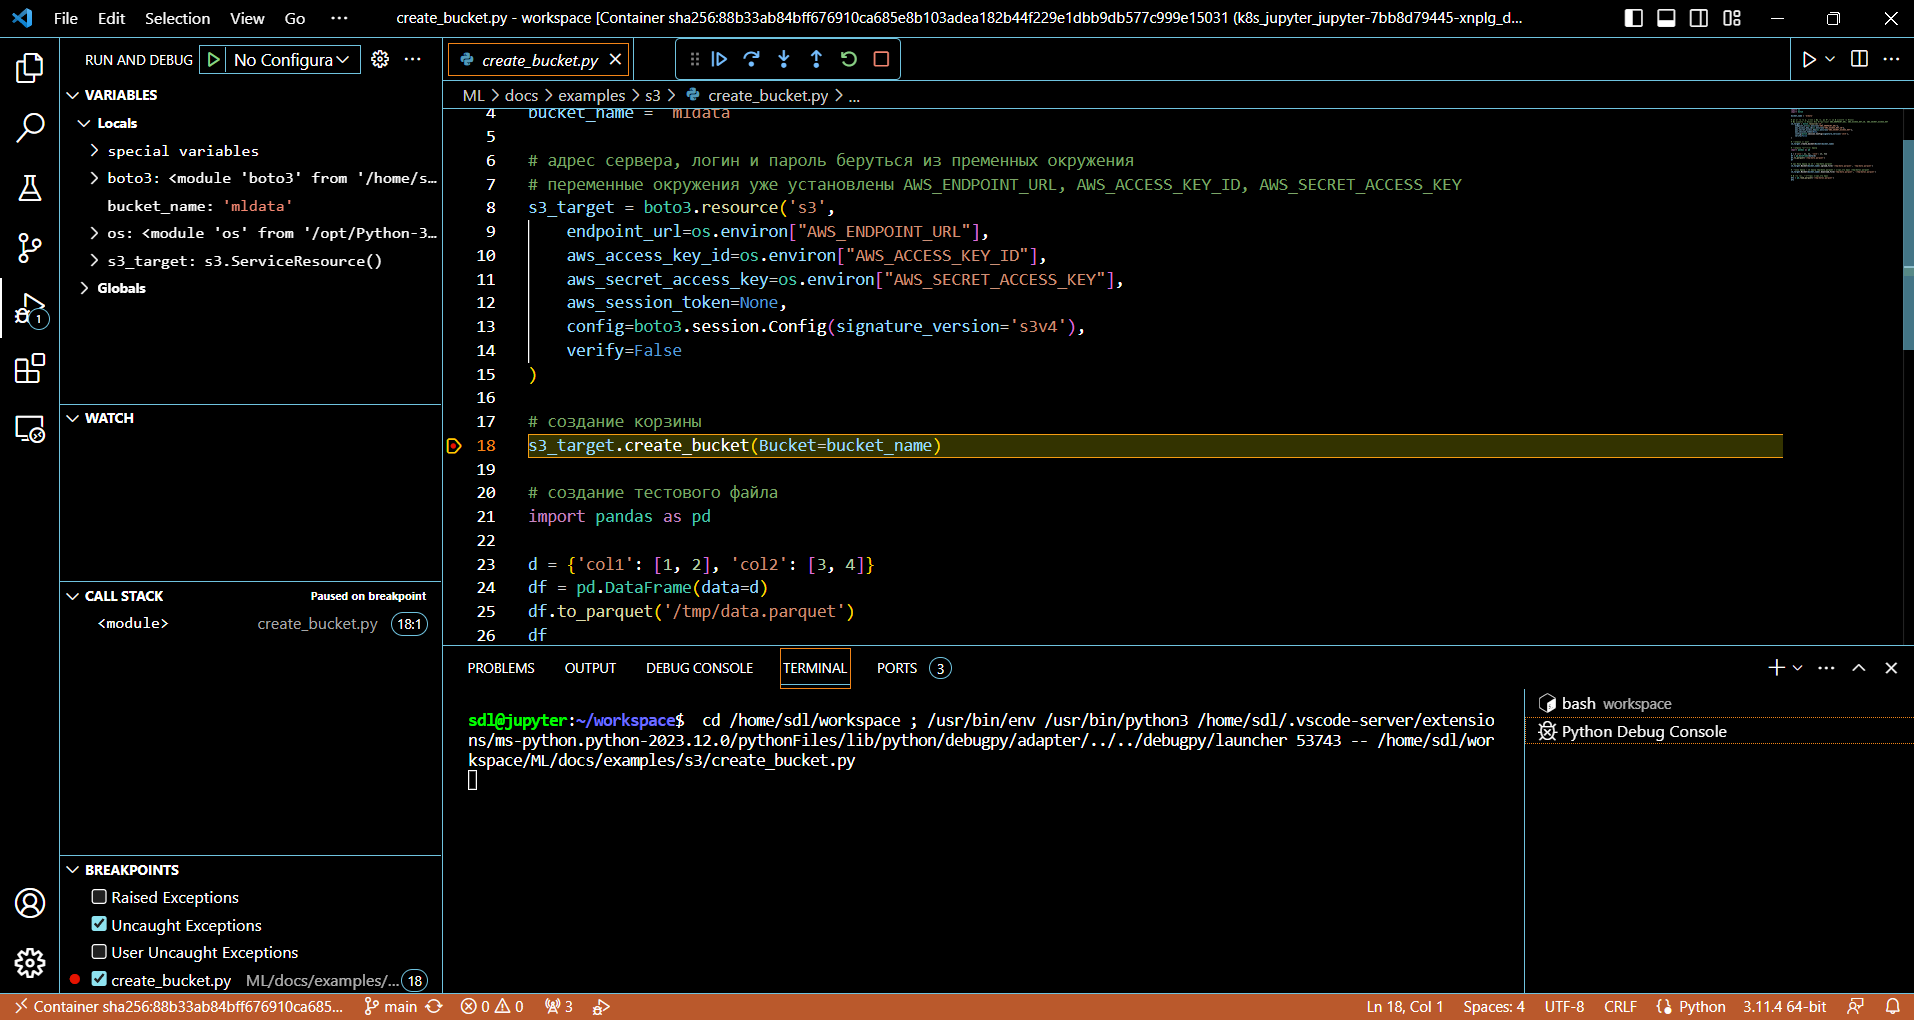 File Edit Selection View Go ··· create_bucket.py - workspace [Container sha256:88b33ab84bff676910ca685e8b103adea182b44f229e1dbb9db577c999e15031 (k8s_jupyter_jupyter-7bb8d79445-xnplg_d...
RUN AND DEBUG No Configura ···
VARIABLES
Locals
special variables
boto3: <module 'boto3' from '/home/s...
bucket_name: 'mldata'
os: <module 'os' from '/opt/Python-3...
s3_target: s3.ServiceResource()
Globals
1
WATCH
CALL STACK Paused on breakpoint
<module> create_bucket.py 18:1
BREAKPOINTS
Raised Exceptions
Uncaught Exceptions
User Uncaught Exceptions
create_bucket.py ML/docs/examples/... 18
create_bucket.py
ML > docs > examples > s3 > create_bucket.py > ...
4 bucket_name = "mldata"
5
6 # адрес сервера, логин и пароль беруться из пременных окружения
7 # переменные окружения уже установлены AWS_ENDPOINT_URL, AWS_ACCESS_KEY_ID, AWS_SECRET_ACCESS_KEY
8 s3_target = boto3.resource('s3',
9 endpoint_url=os.environ["AWS_ENDPOINT_URL"],
10 aws_access_key_id=os.environ["AWS_ACCESS_KEY_ID"],
11 aws_secret_access_key=os.environ["AWS_SECRET_ACCESS_KEY"],
12 aws_session_token=None,
13 config=boto3.session.Config(signature_version='s3v4'),
14 verify=False
15 )
16
17 # создание корзины
18 s3_target.create_bucket(Bucket=bucket_name)
19
20 # создание тестового файла
21 import pandas as pd
22
23 d = {'col1': [1, 2], 'col2': [3, 4]}
24 df = pd.DataFrame(data=d)
25 df.to_parquet('/tmp/data.parquet')
26 df
PROBLEMS OUTPUT DEBUG CONSOLE TERMINAL PORTS 3
sdl@jupyter:~/workspace$ cd /home/sdl/workspace ; /usr/bin/env /usr/bin/python3 /home/sdl/.vscode-server/extensio
ns/ms-python.python-2023.12.0/pythonFiles/lib/python/debugpy/adapter/../../debugpy/launcher 53743 -- /home/sdl/wor
kspace/ML/docs/examples/s3/create_bucket.py
bash workspace
Python Debug Console
Container sha256:88b33ab84bff676910ca685... main 0 0 3 Ln 18, Col 1 Spaces: 4 UTF-8 CRLF Python 3.11.4 64-bit